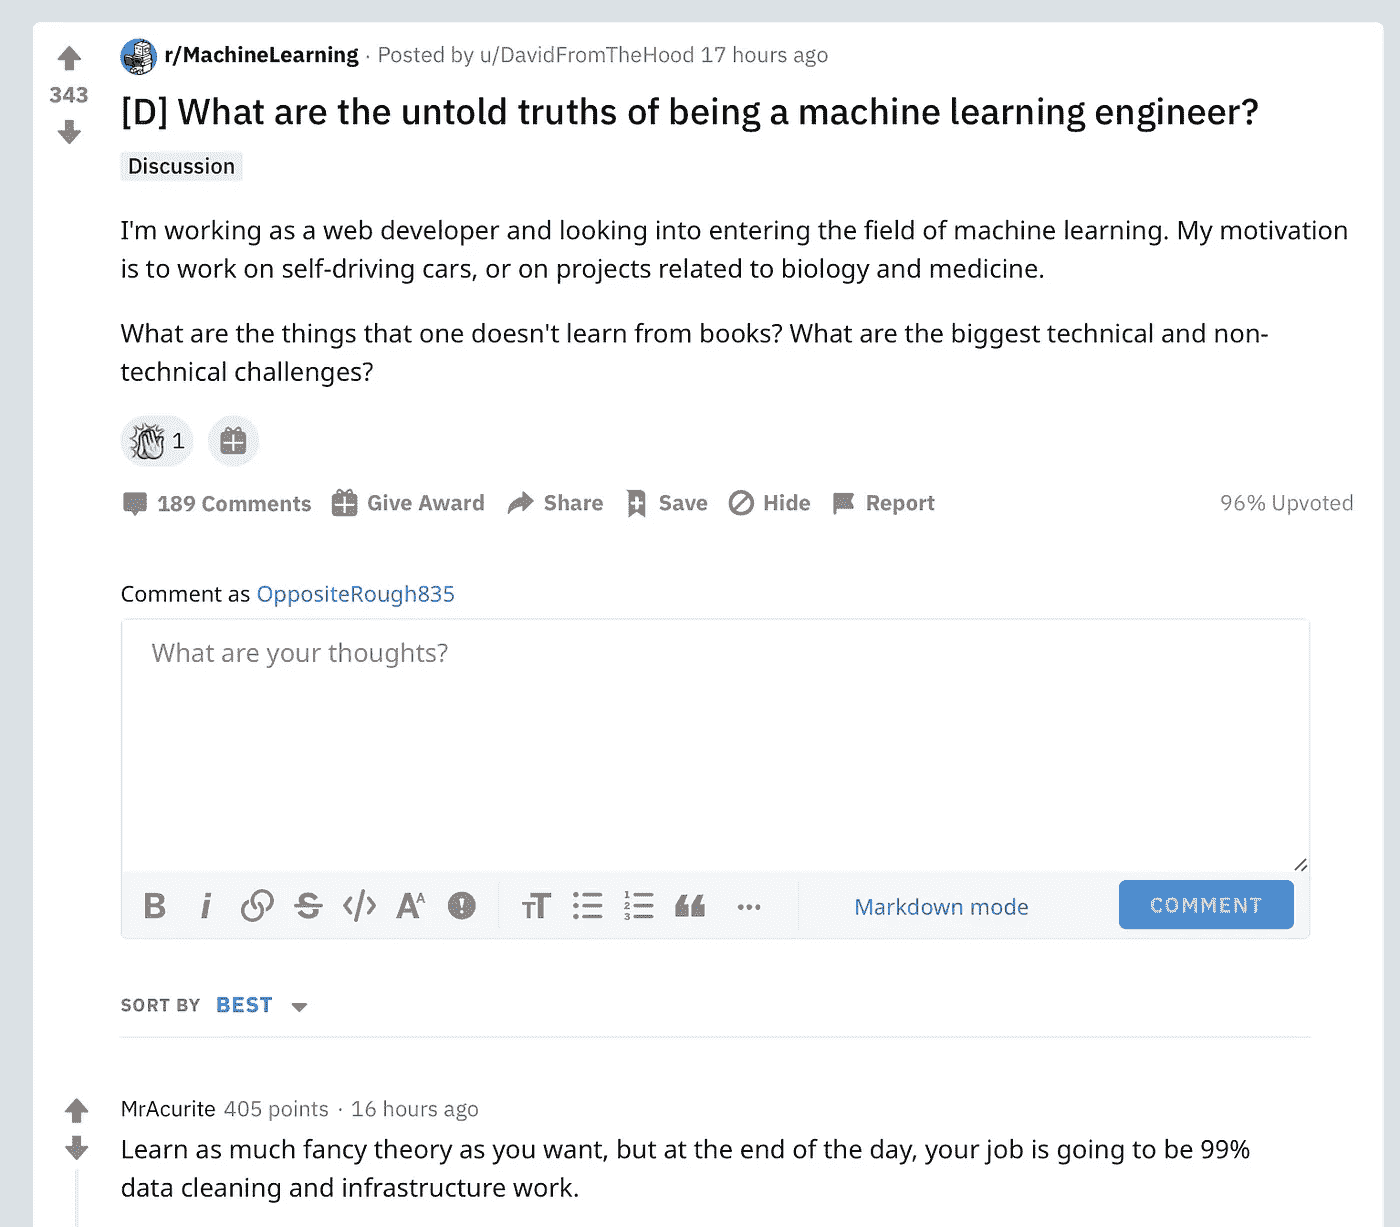 r/MachineLearning · Posted by u/DavidFromTheHood 17 hours ago
343
[D] What are the untold truths of being a machine learning engineer?
Discussion
I'm working as a web developer and looking into entering the field of machine learning. My motivation
is to work on self-driving cars, or on projects related to biology and medicine.
What are the things that one doesn't learn from books? What are the biggest technical and non-
technical challenges?
1
189 Comments Give Award Share Save Hide Report 96% Upvoted
Comment as OppositeRough835
What are your thoughts?
Markdown mode COMMENT
SORT BY BEST
MrAcurite 405 points · 16 hours ago
Learn as much fancy theory as you want, but at the end of the day, your job is going to be 99%
data cleaning and infrastructure work.